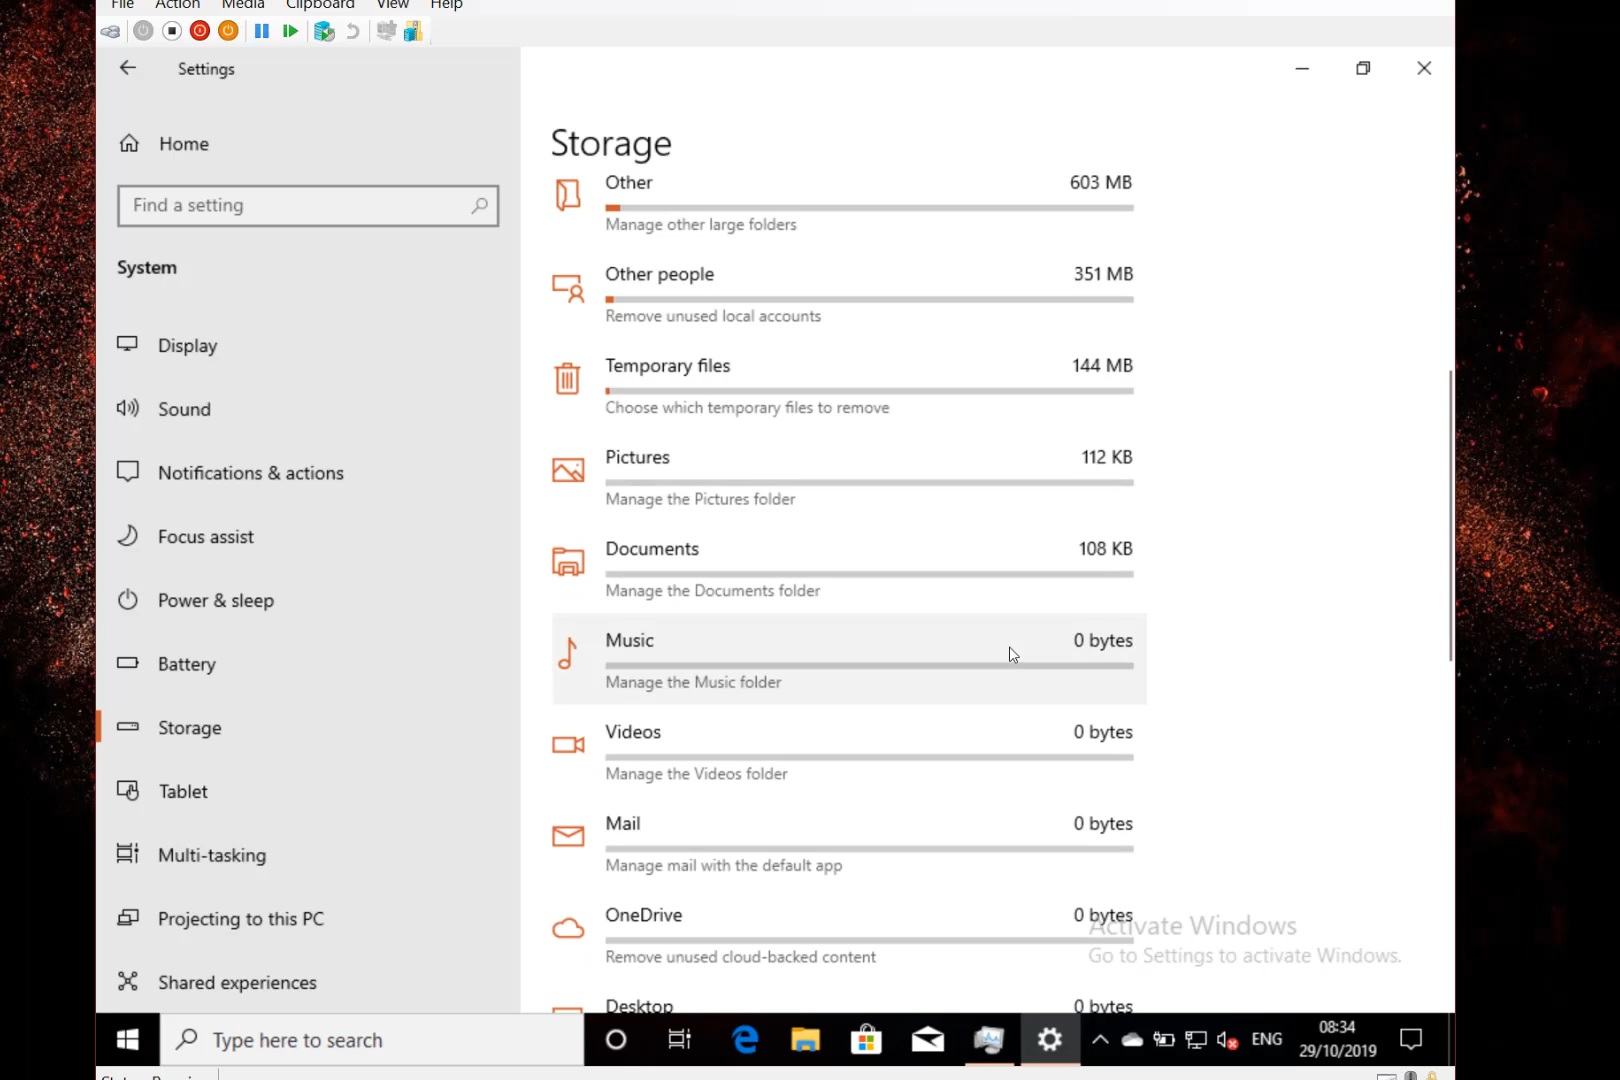 File Action Media Clipboard View Help
Settings
Home
Find a setting
System
Display
Sound
Notifications & actions
Focus assist
Power & sleep
Battery
Storage
Tablet
Multi-tasking
Projecting to this PC
Shared experiences
Storage
Other 603 MB
Manage other large folders
Other people 351 MB
Remove unused local accounts
Temporary files 144 MB
Choose which temporary files to remove
Pictures 112 KB
Manage the Pictures folder
Documents 108 KB
Manage the Documents folder
Music 0 bytes
Manage the Music folder
Videos 0 bytes
Manage the Videos folder
Mail 0 bytes
Manage mail with the default app
OneDrive 0 bytes
Remove unused cloud-backed content
Desktop 0 bytes
Activate Windows
Go to Settings to activate Windows.
Type here to search
ENG
08:34
29/10/2019